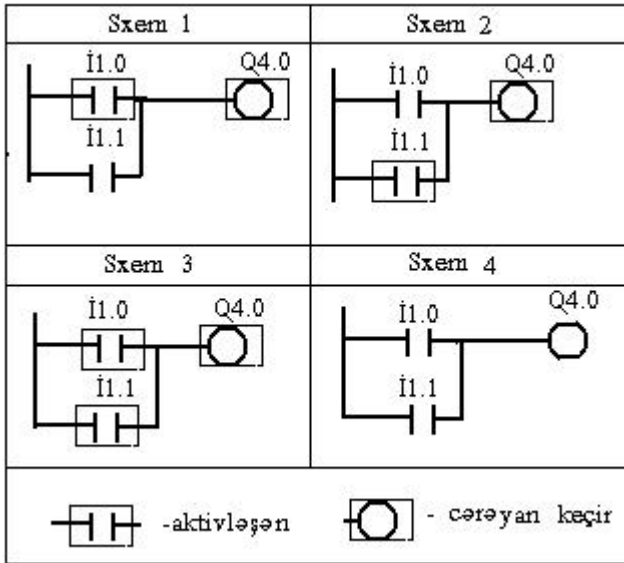 Sxem 1
Sxem 2
İ1.0
Q4.0
İ1.1
İ1.0
Q4.0
İ1.1
Sxem 3
Sxem 4
İ1.0
Q4.0
İ1.1
İ1.0
Q4.0
İ1.1
-aktivləşən
- cərəyan keçir